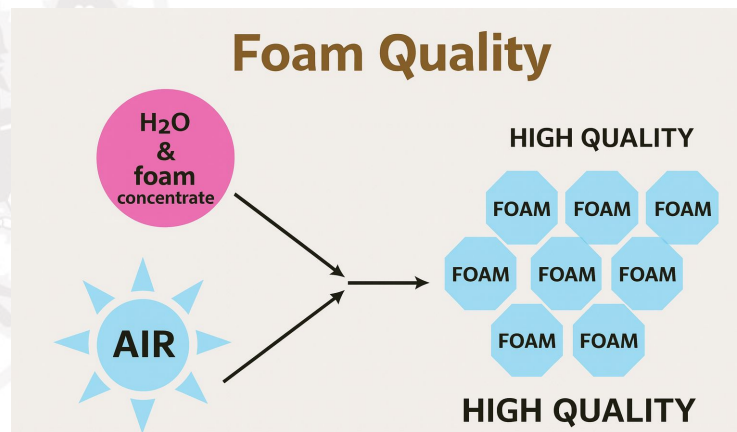 Foam Quality
H₂O
&
foam
concentrate
AIR
HIGH QUALITY
FOAM FOAM FOAM
FOAM FOAM FOAM
FOAM FOAM
HIGH QUALITY